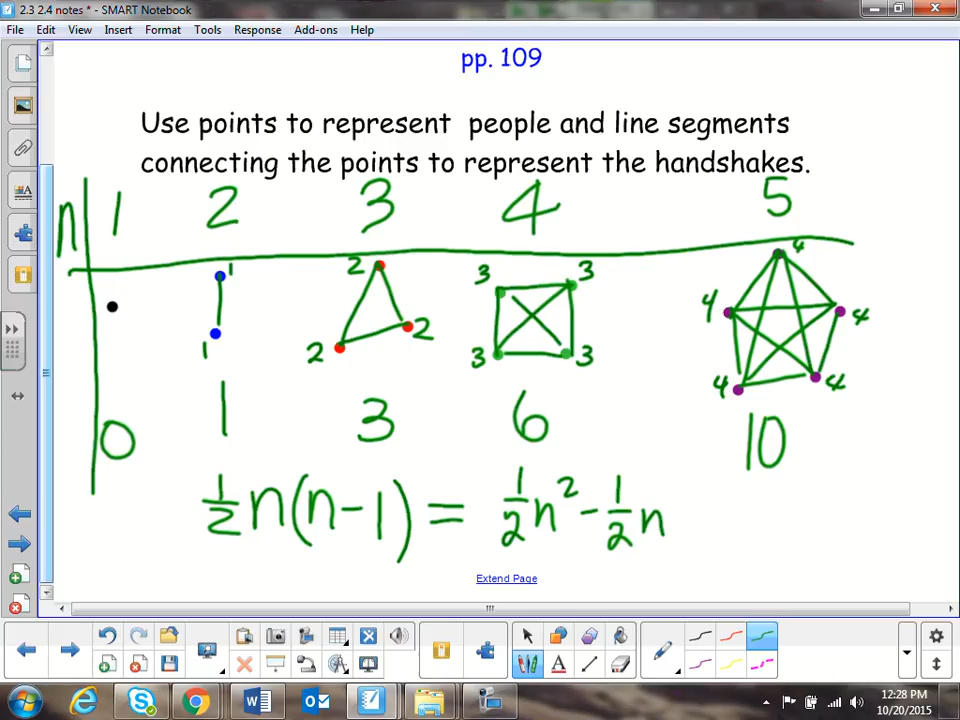 2.3 2.4 notes * - SMART Notebook
File Edit View Insert Format Tools Response Add-ons Help
pp. 109
Use points to represent people and line segments
connecting the points to represent the handshakes.
n 1 2 3 4 5
1 2 3 3 4
4 4
1 2 2 3 3 4 4
0 1 3 6 10
½n(n-1) = ½n² - ½n
Extend Page
12:28 PM
10/20/2015